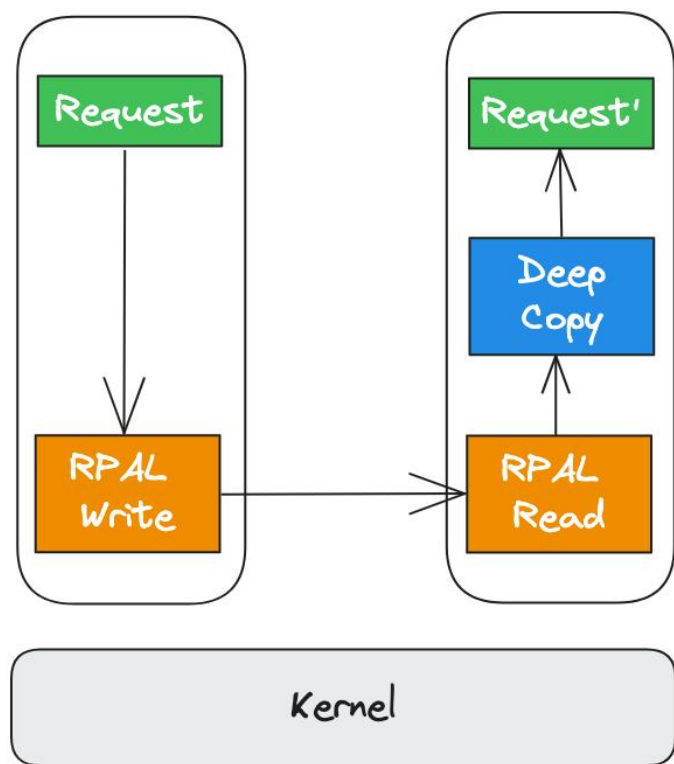 Request
RPAL
Write
Request'
Deep
Copy
RPAL
Read
Kernel